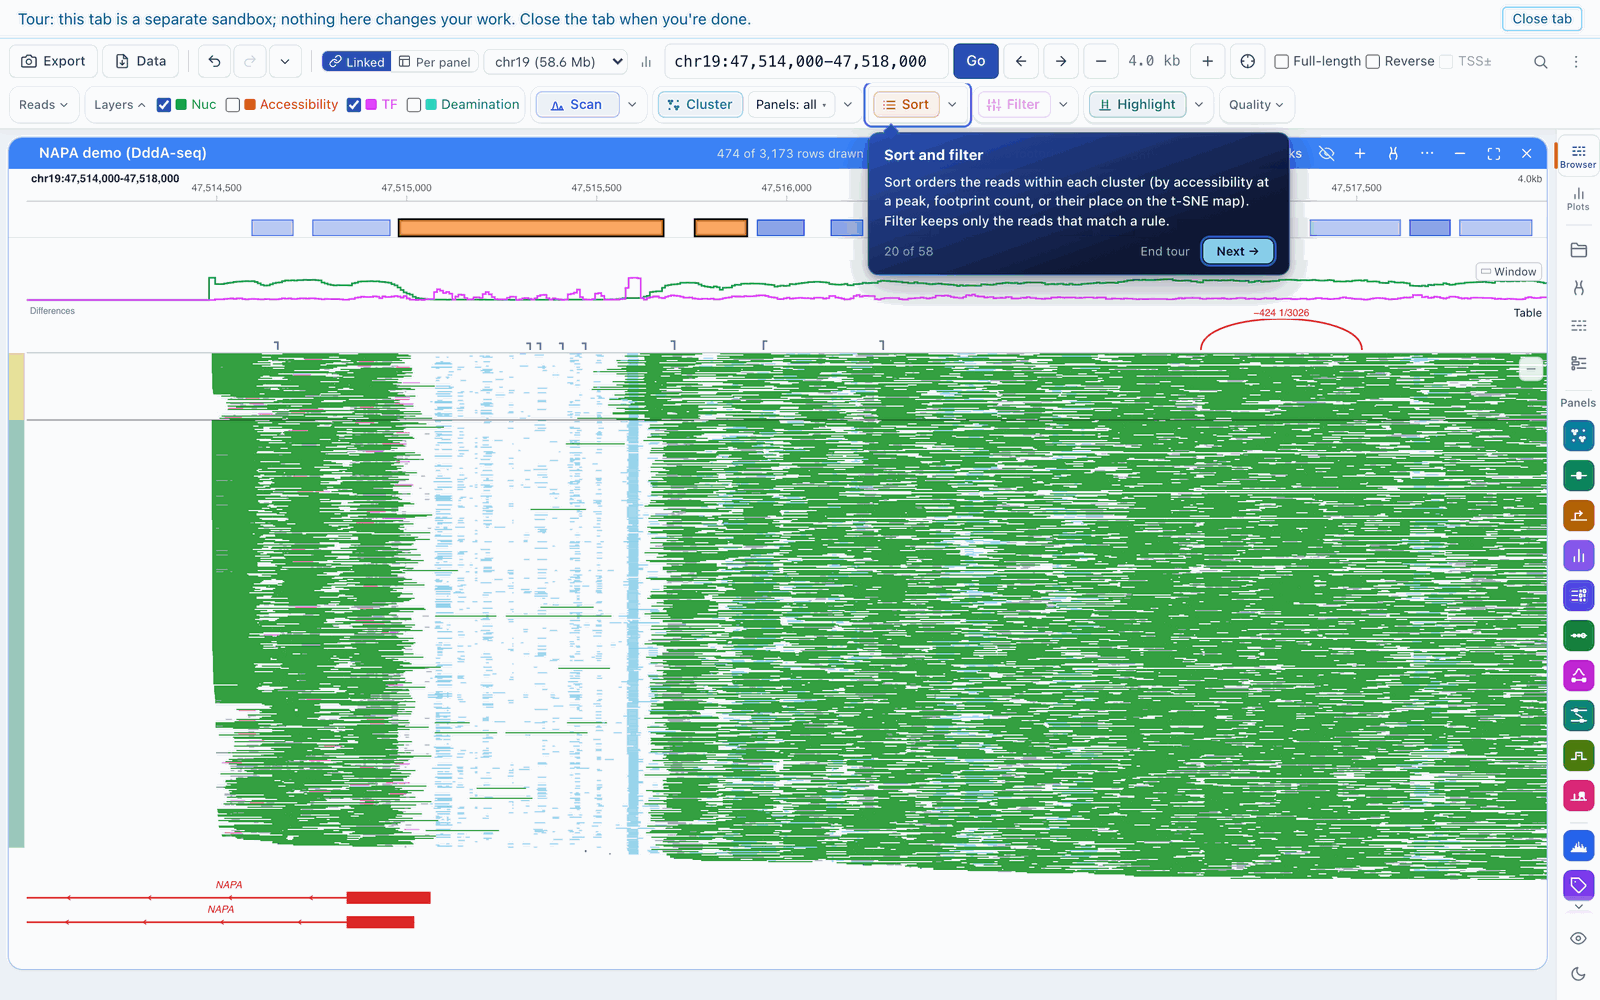 Tour: this tab is a separate sandbox; nothing here changes your work. Close the tab when you're done.
Close tab
Export
Data
Linked
Per panel
chr19 (58.6 Mb)
chr19:47,514,000–47,518,000
Go
4.0 kb
Full-length
Reverse
TSS±
Reads
Layers
Nuc
Accessibility
TF
Deamination
Scan
Cluster
Panels: all
Sort
Filter
Highlight
Quality
NAPA demo (DddA-seq)
474 of 3,173 rows drawn
ks
Sort and filter
Sort orders the reads within each cluster (by accessibility at
a peak, footprint count, or their place on the t-SNE map).
Filter keeps only the reads that match a rule.
20 of 58
End tour
Next →
chr19:47,514,000-47,518,000
4.0kb
47,514,500
47,515,000
47,515,500
47,516,000
47,517,500
Window
Differences
Table
−424 1/3026
NAPA
NAPA
Browser
Plots
Panels